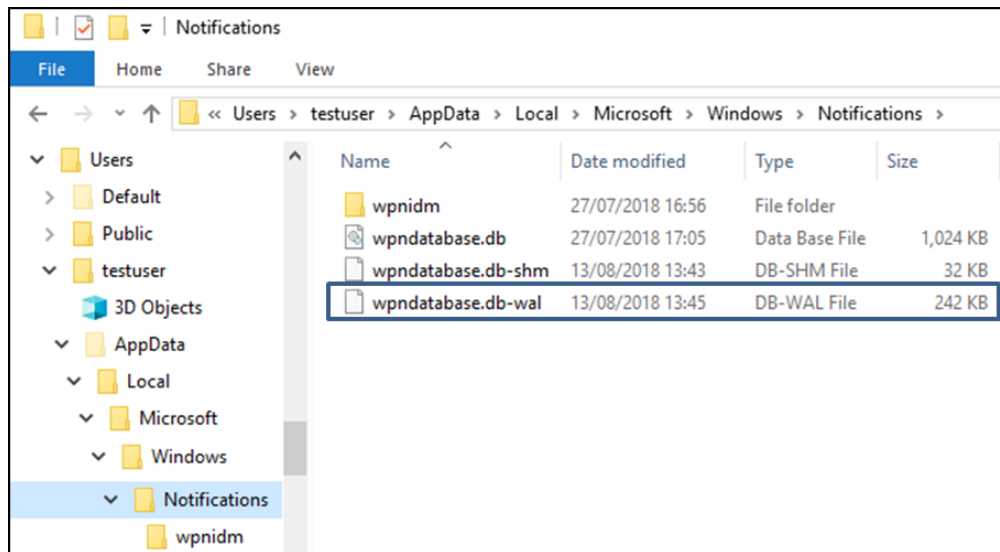 Notifications
File Home Share View
« Users > testuser > AppData > Local > Microsoft > Windows > Notifications >
Users
Default
Public
testuser
3D Objects
AppData
Local
Microsoft
Windows
Notifications
wpnidm
Name Date modified Type Size
wpnidm 27/07/2018 16:56 File folder
wpndatabase.db 27/07/2018 17:05 Data Base File 1,024 KB
wpndatabase.db-shm 13/08/2018 13:43 DB-SHM File 32 KB
wpndatabase.db-wal 13/08/2018 13:45 DB-WAL File 242 KB